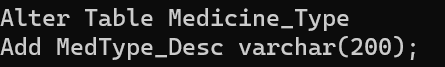 Alter Table Medicine_Type
Add MedType_Desc varchar(200);